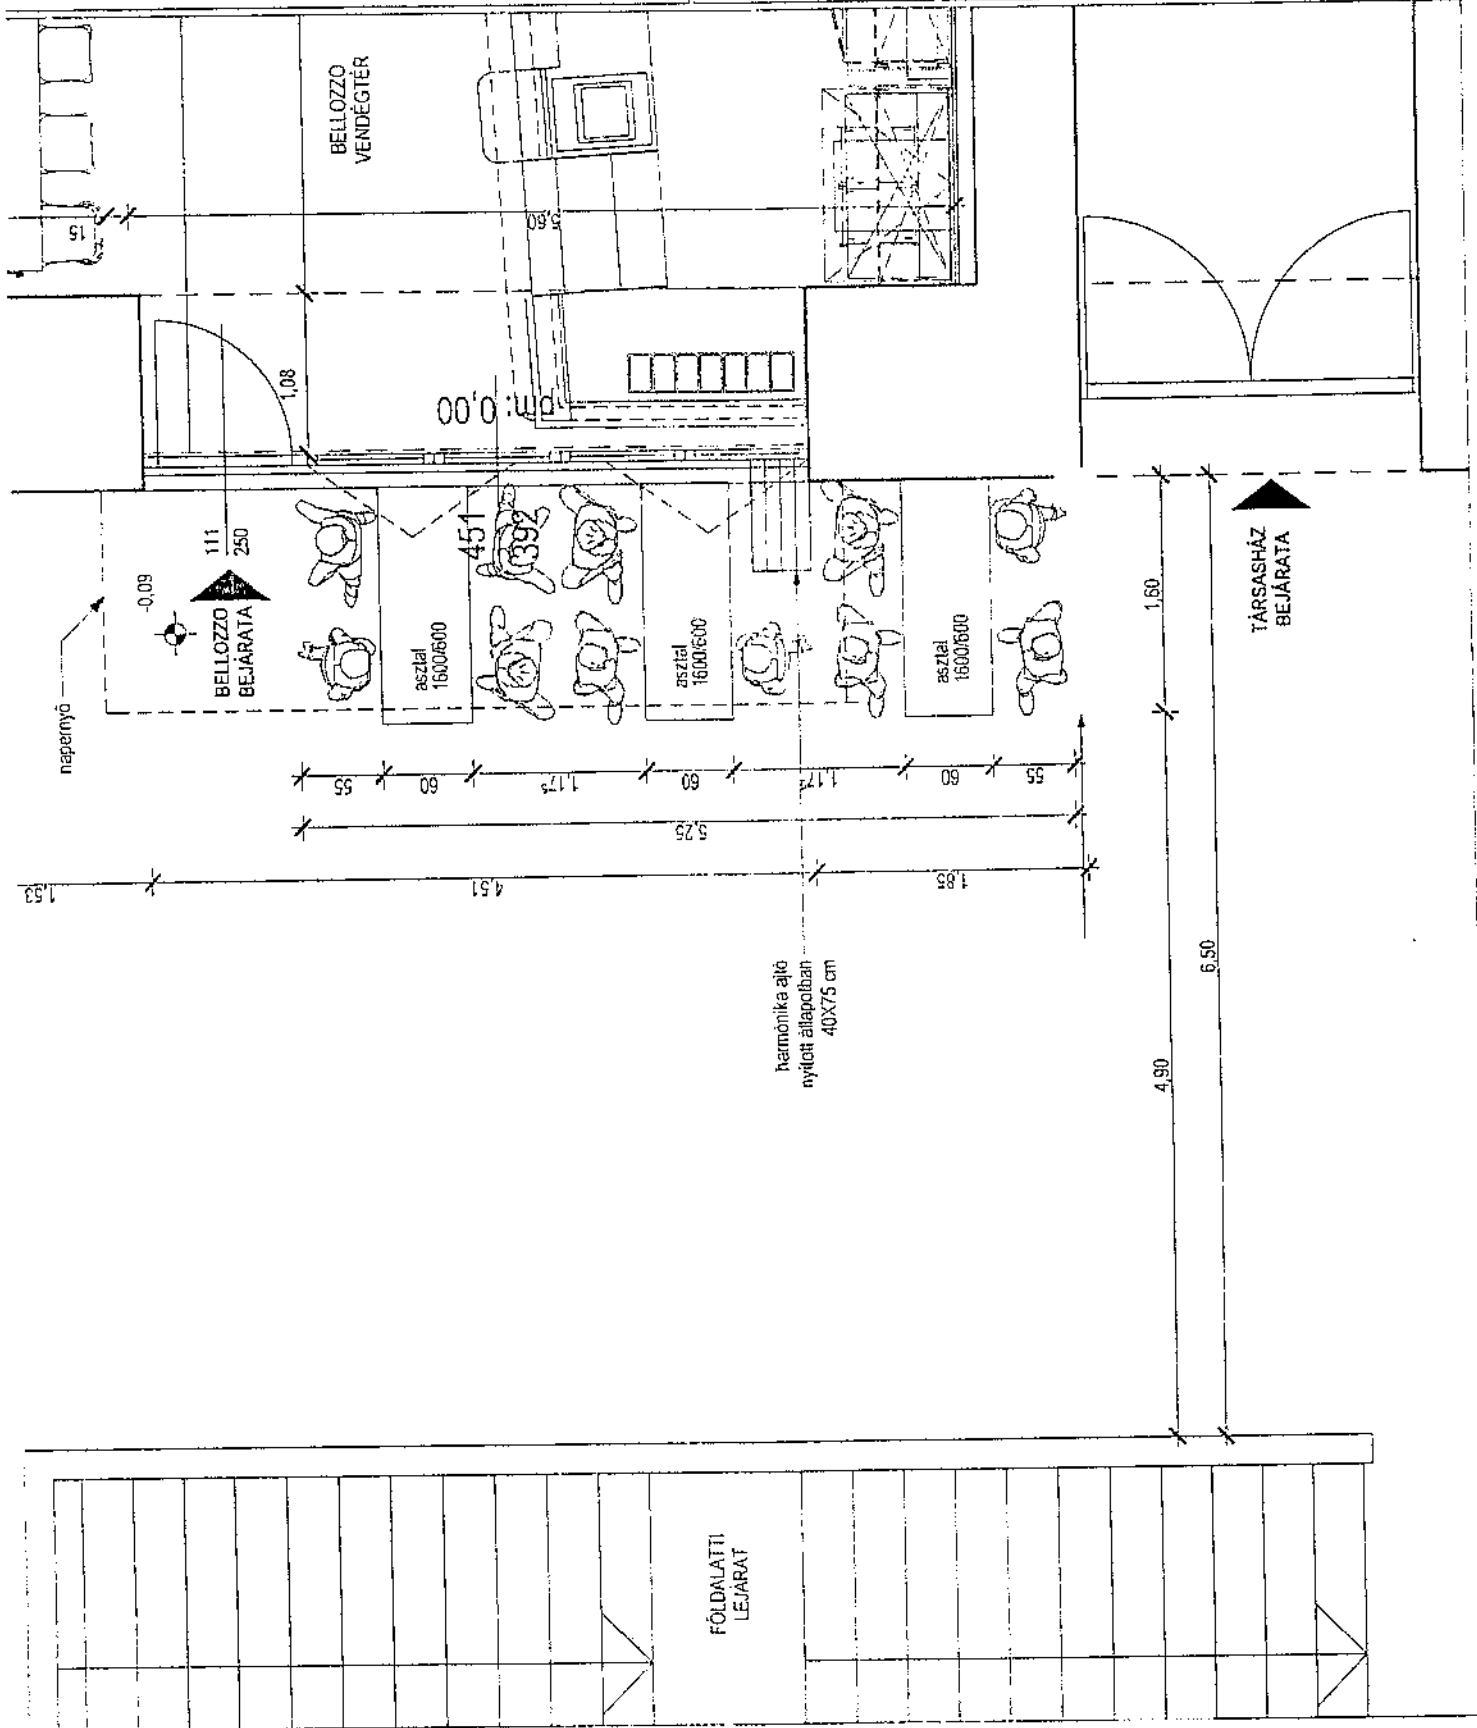 BELLOZZO
VENDÉGTÉR
15
5,60
1,08
pm: 0,00
napernyő
-0,09
111
250
BELLOZZO
BEJÁRATA
451
(392)
asztal
1600/600
asztal
1600/600
asztal
1600/600
55
60
1,17⁵
60
1,17⁵
60
55
5,25
1,53
4,51
1,85
harmónika ajtó
nyitott állapotban
40X75 cm
1,60
4,90
6,50
TÁRSASHÁZ
BEJÁRATA
FÖLDALATTI
LEJÁRAT